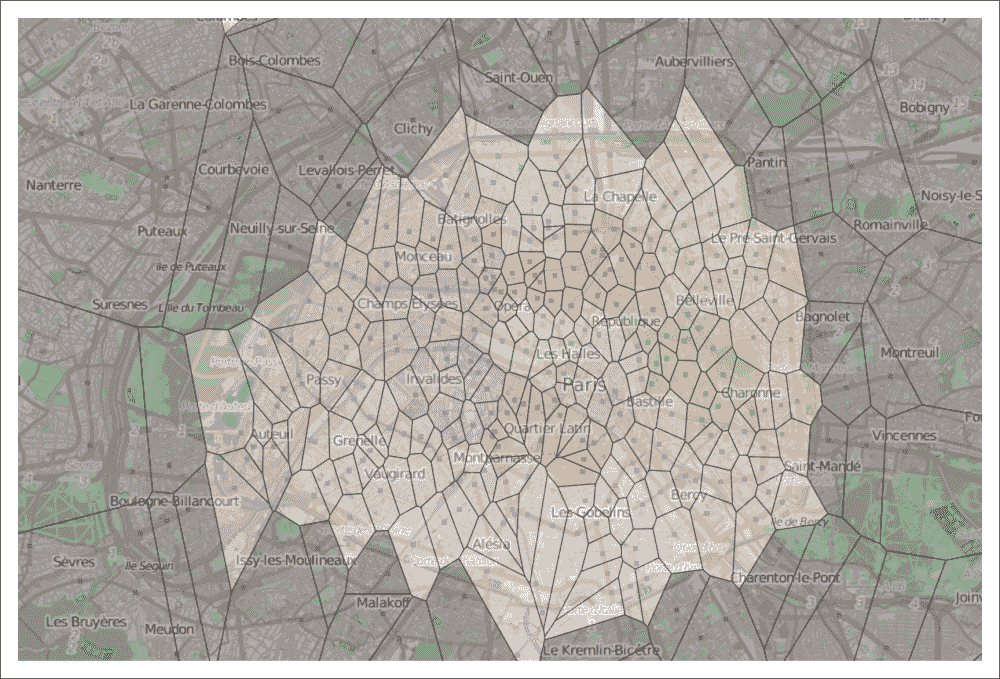 Colombes
Drancy
Bois-Colombes
Aubervilliers
Saint-Ouen
La Garenne-Colombes
Bobigny
Clichy
Pantin
Courbevoie
Levallois-Perret
Nanterre
La Chapelle
Noisy-le-S
Batignolles
Romainville
Puteaux
Neuilly-sur-Seine
Le Pré-Saint-Gervais
Monceau
Île de Puteaux
Champs Élysées
Opéra
Belleville
Suresnes
L'Île du Tombeau
République
Bagnolet
Les Halles
Montreuil
Passy
Invalides
Paris
Charonne
Bastille
Auteuil
Grenelle
Quartier Latin
Vincennes
Montparnasse
Vaugirard
Saint-Mandé
Boulogne-Billancourt
Bercy
Les Gobelins
Île de Bercy
Alésia
Sèvres
Île Seguin
Issy-les-Moulineaux
Charenton-le-Pont
Malakoff
Joinv
Les Bruyères
Meudon
Le Kremlin-Bicêtre